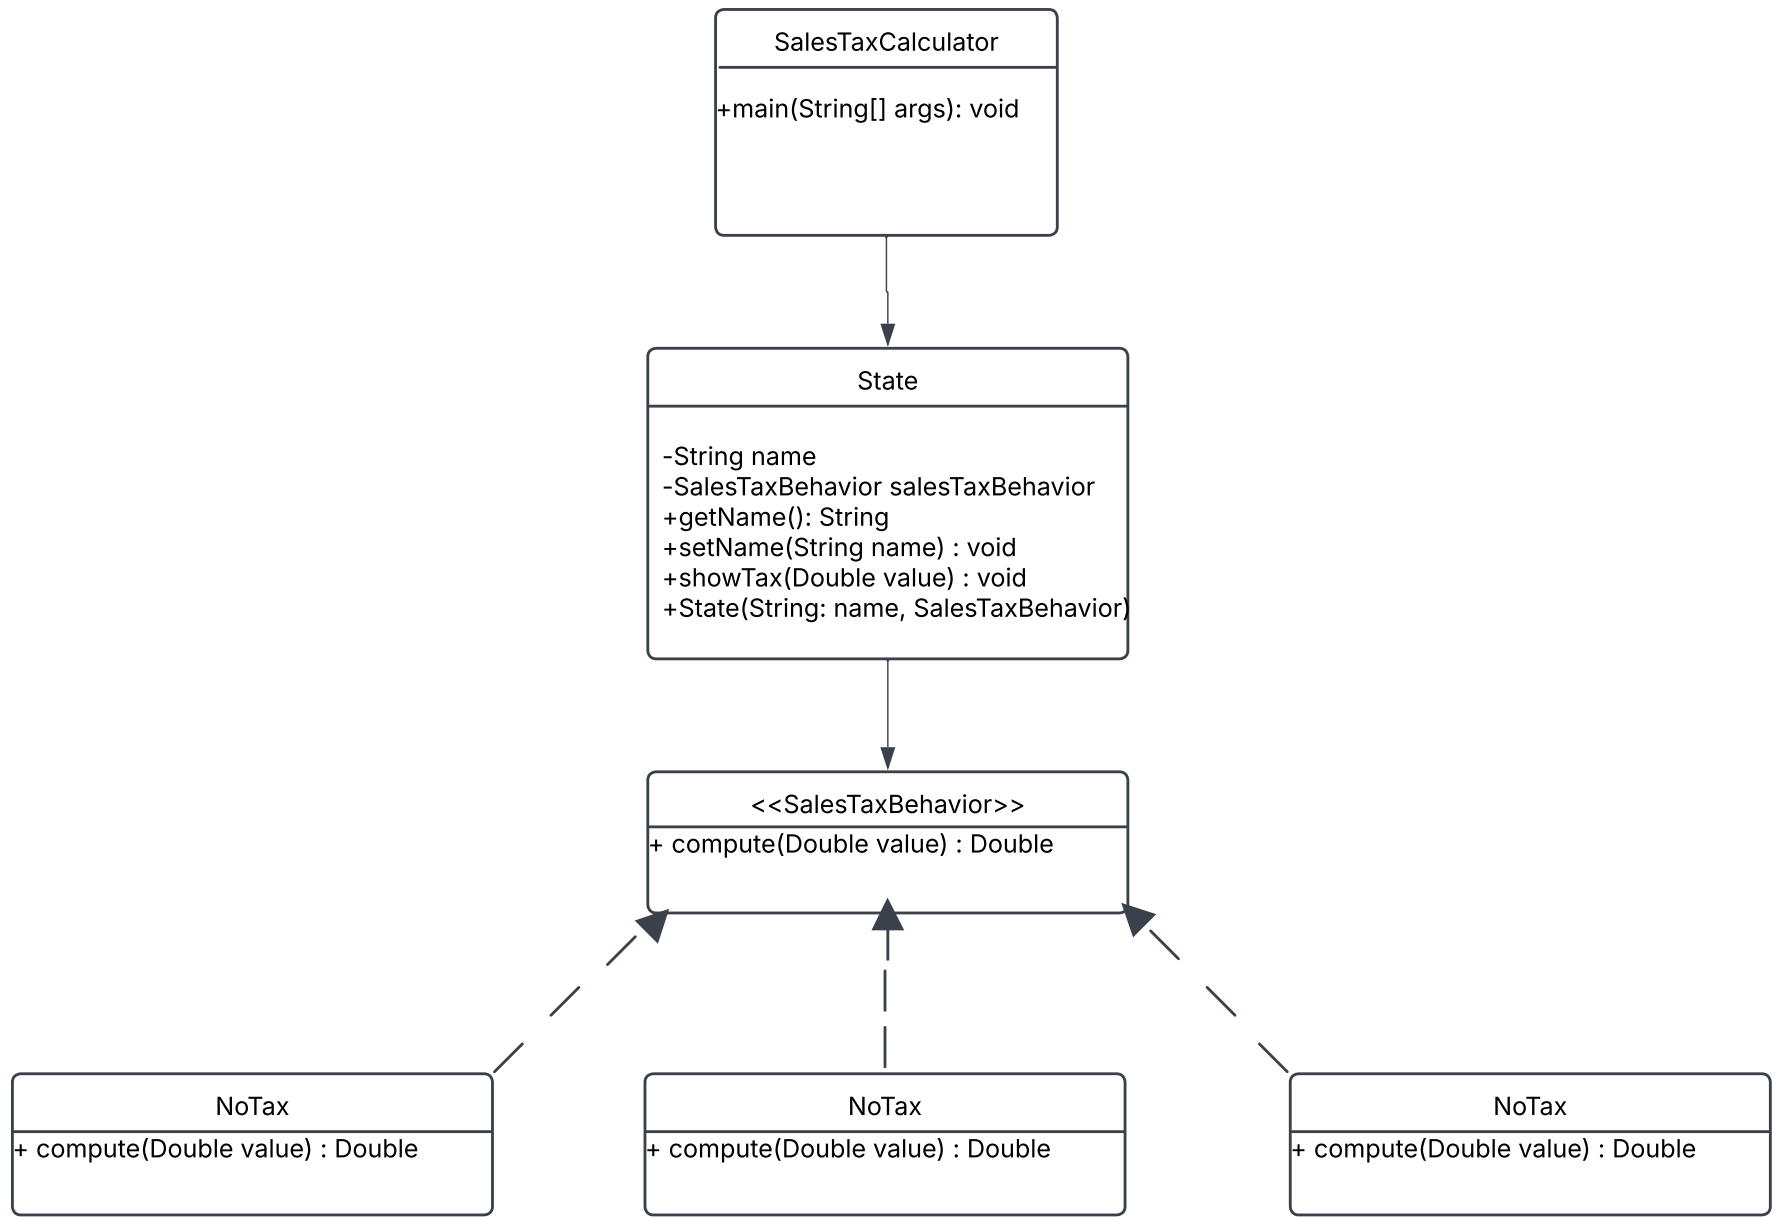 SalesTaxCalculator
+main(String[] args): void
State
-String name
-SalesTaxBehavior salesTaxBehavior
+getName(): String
+setName(String name) : void
+showTax(Double value) : void
+State(String: name, SalesTaxBehavior)
<<SalesTaxBehavior>>
+ compute(Double value) : Double
NoTax
+ compute(Double value) : Double
NoTax
+ compute(Double value) : Double
NoTax
+ compute(Double value) : Double